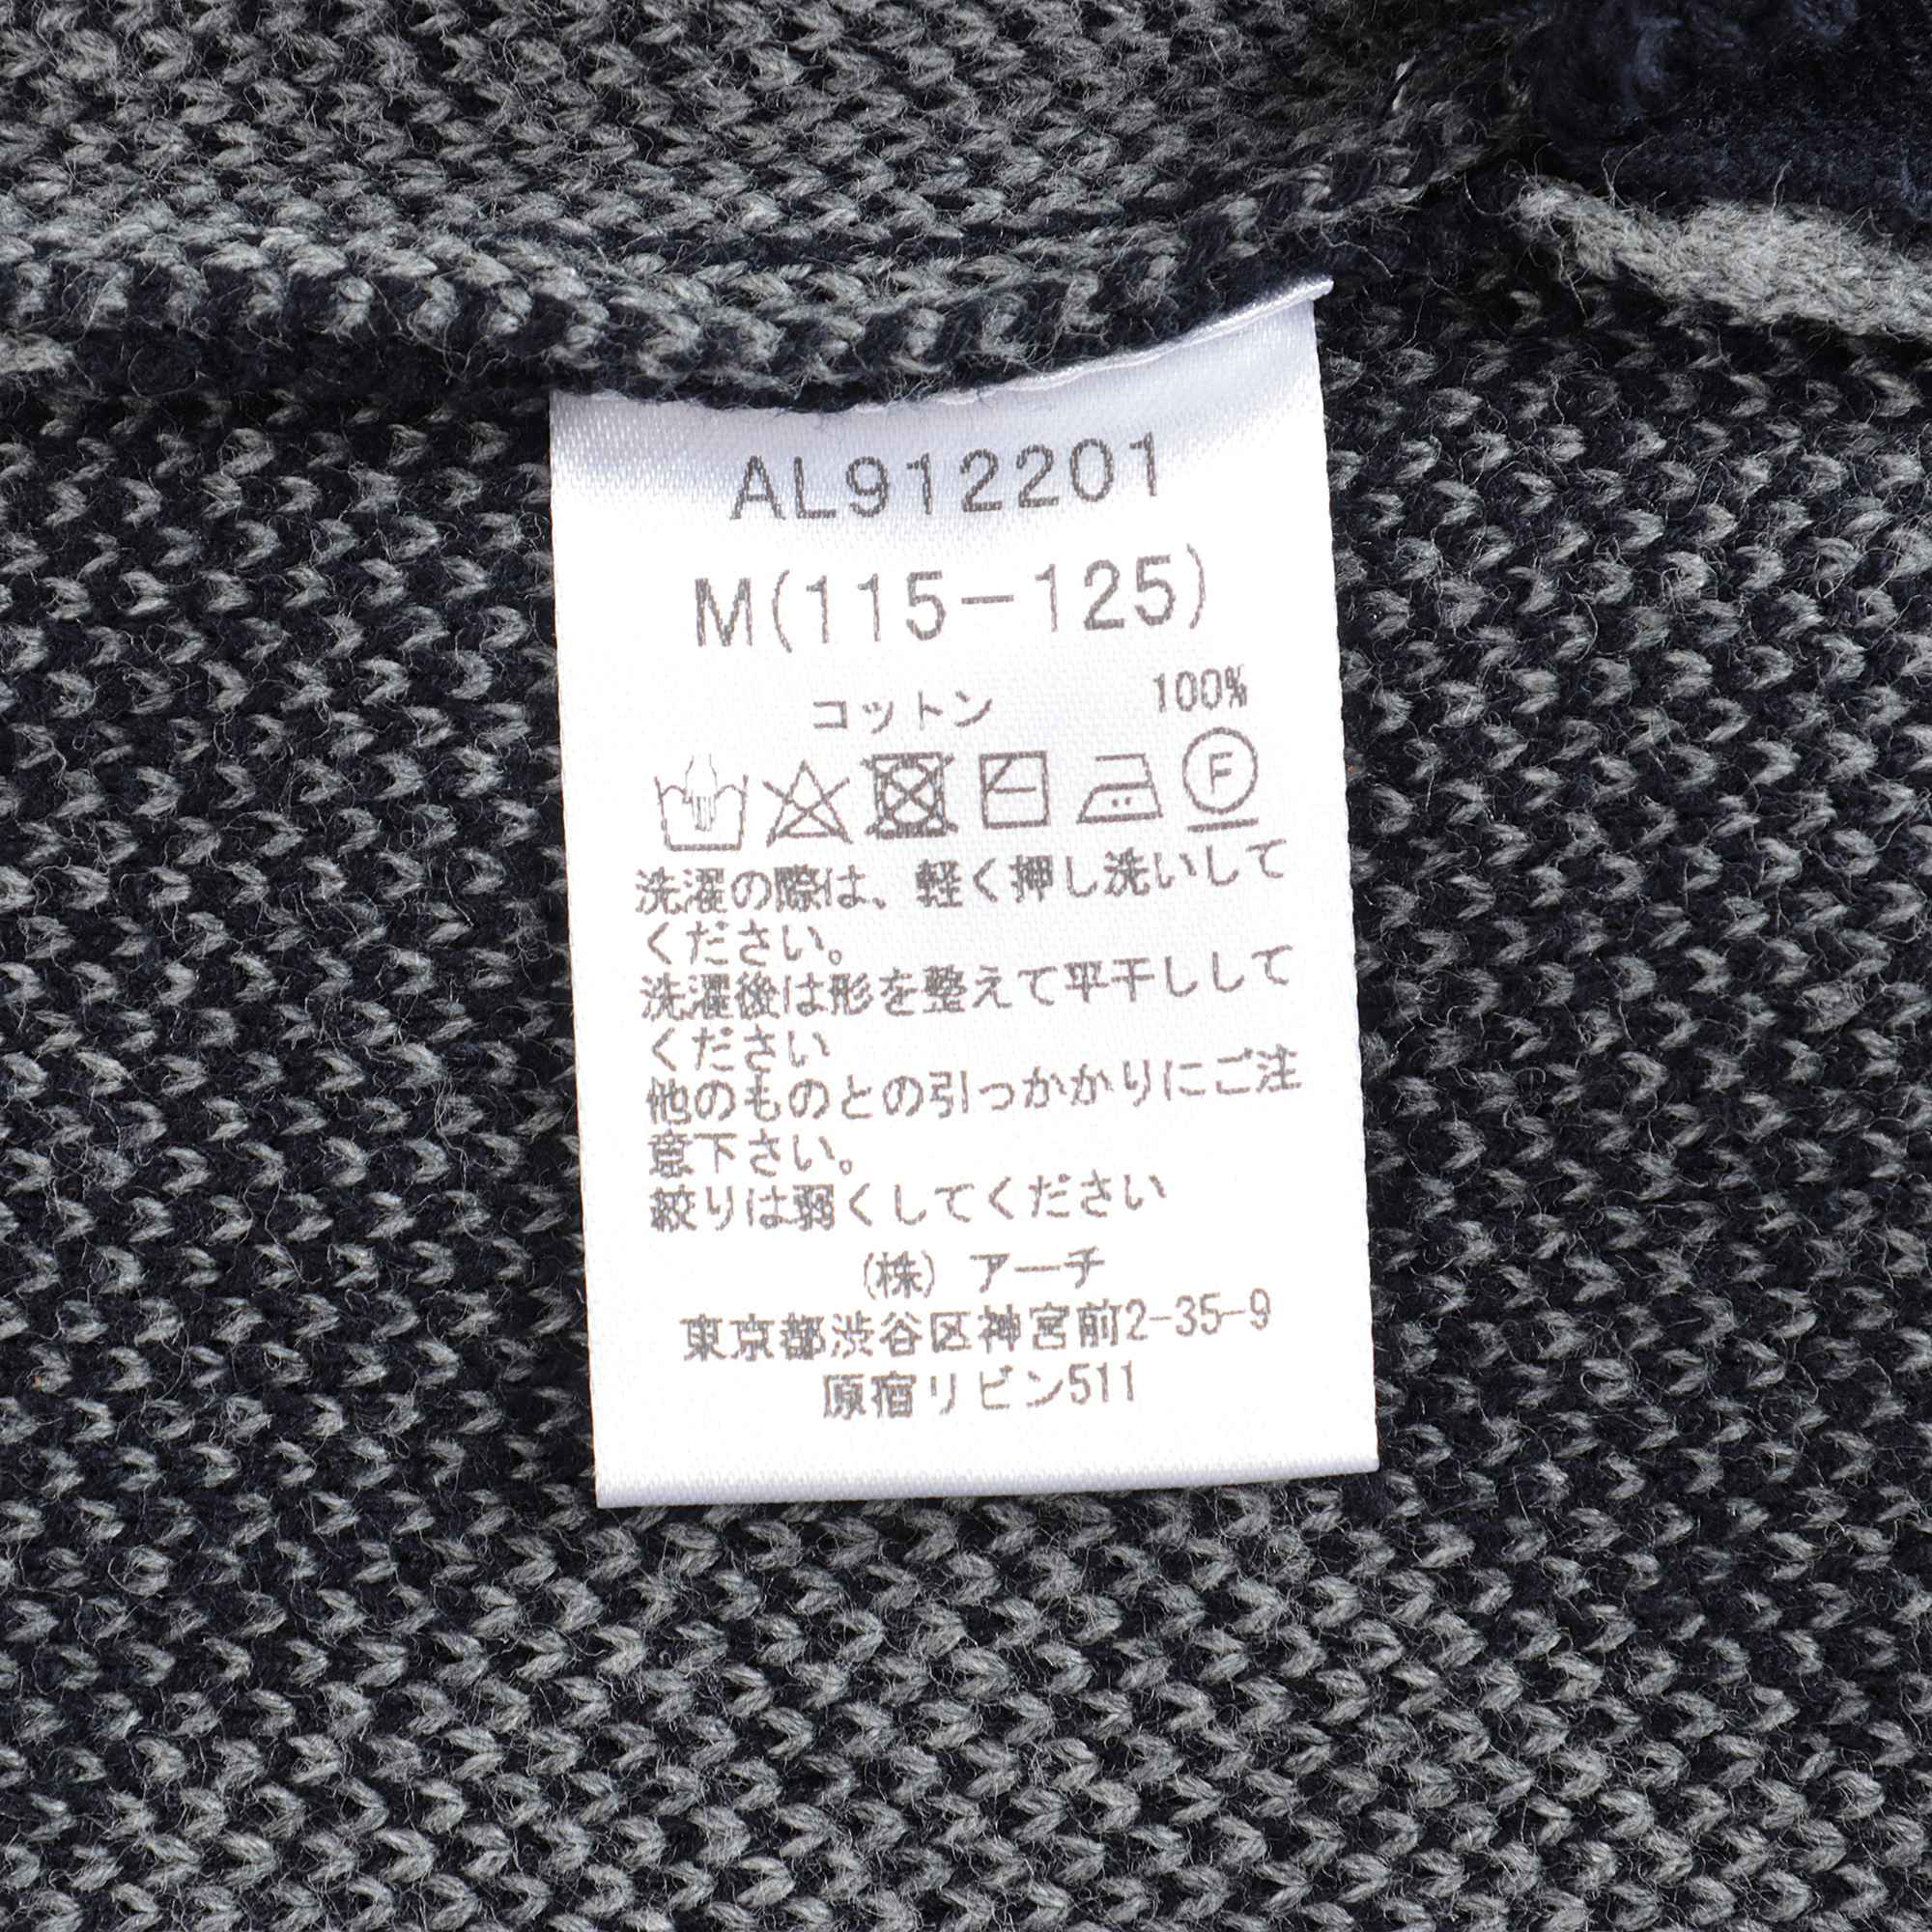 AL912201
M(115-125)
コットン 100%
F
洗濯の際は、軽く押し洗いして
ください。
洗濯後は形を整えて平干しして
ください
他のものとの引っかかりにご注
意下さい。
絞りは弱くしてください
(株) アーチ
東京都渋谷区神宮前2-35-9
原宿リビン511